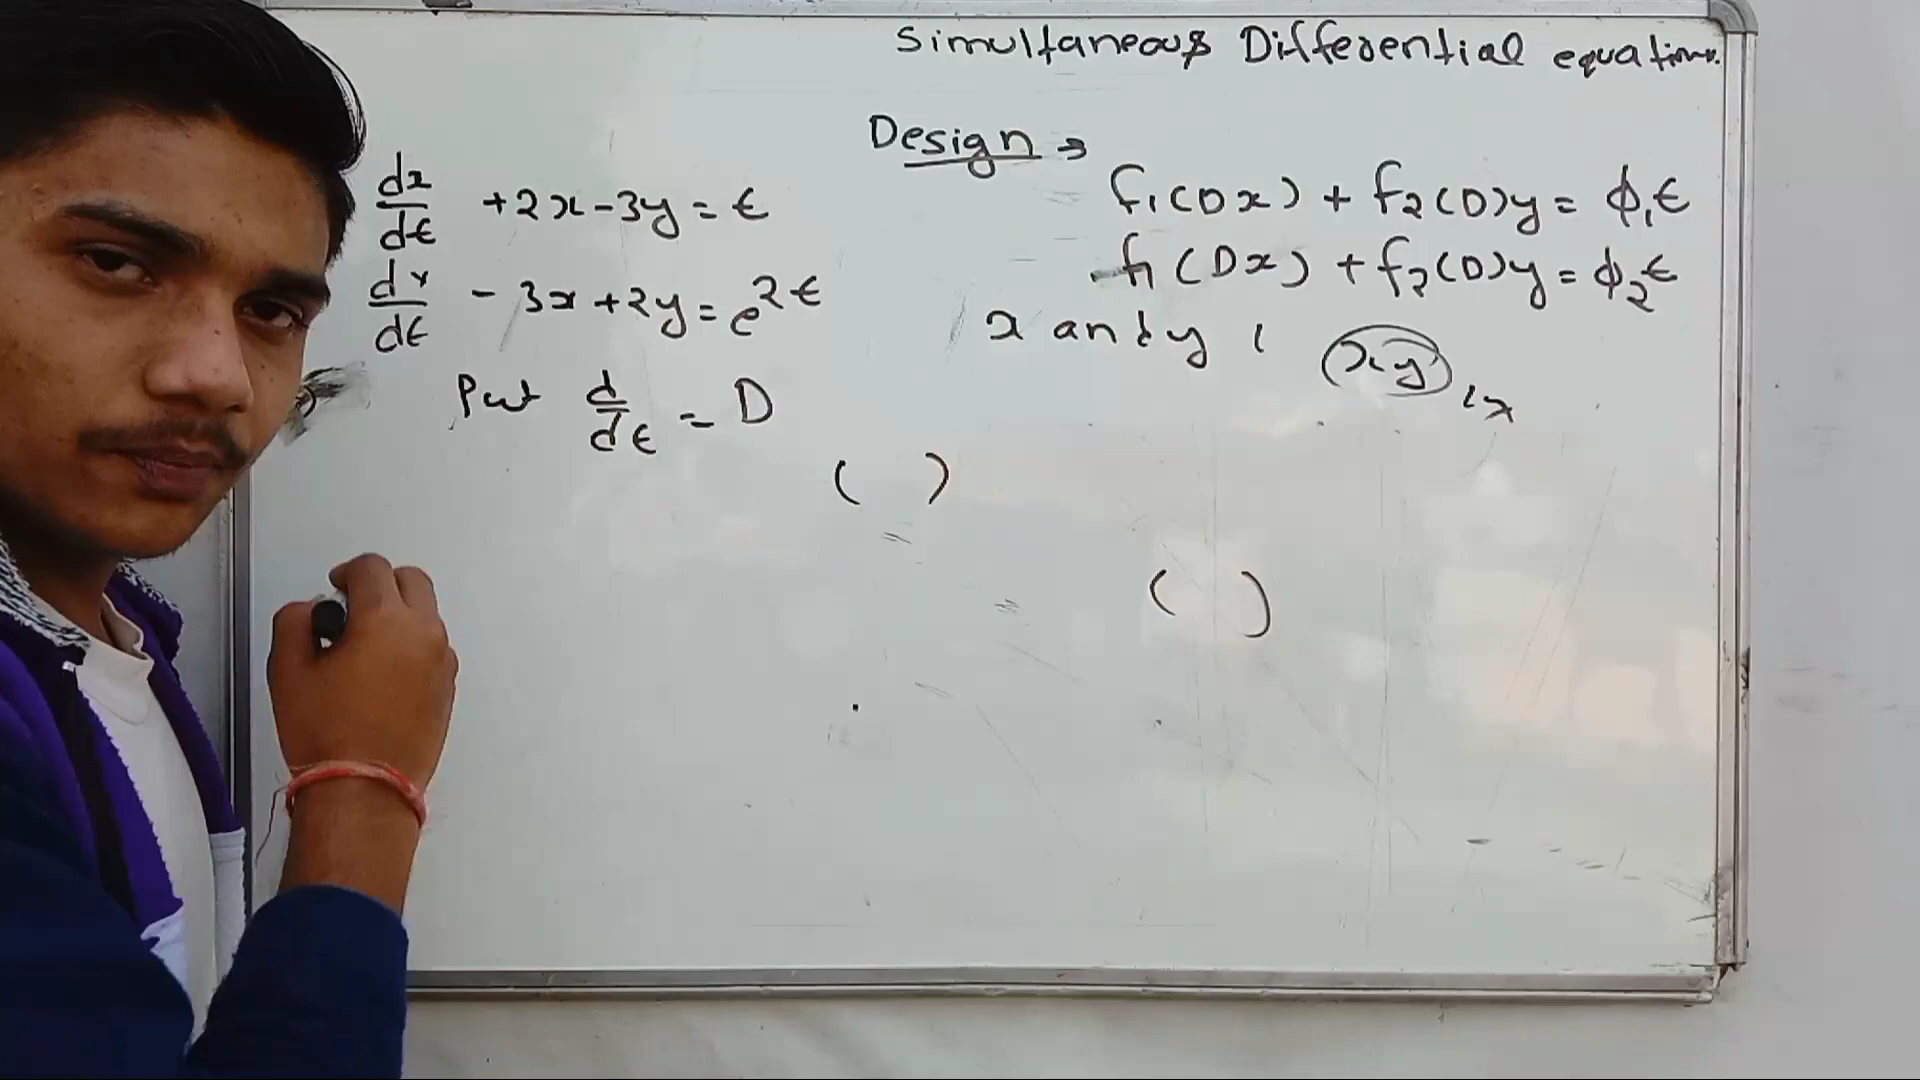 Simultaneous Differential equations.
Design →
dx/dt + 2x - 3y = t
dy/dt - 3x + 2y = e^2t
Put d/dt = D
( )
f1(Dx) + f2(D)y = ϕ1t
f1(Dx) + f2(D)y = ϕ2t
x and y
xy
( )